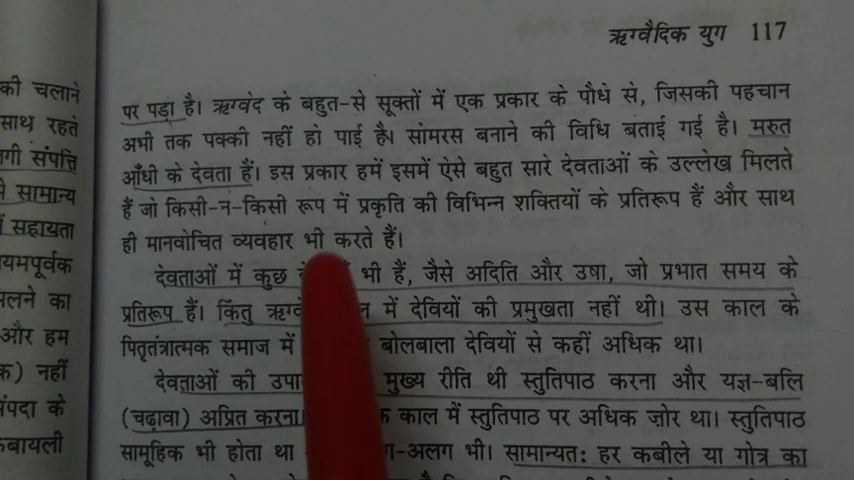 ऋग्वैदिक युग 117
की चलाने
साथ रहते
गी संपत्ति
सामान्य
सहायता
यमपूर्वक
लने का
और हम
क) नहीं
संपदा के
कबायली
पर पड़ा है। ऋग्वेद के बहुत-से सूक्तों में एक प्रकार के पौधे से, जिसकी पहचान
अभी तक पक्की नहीं हो पाई है। सोमरस बनाने की विधि बताई गई है। मरुत
आँधी के देवता हैं। इस प्रकार हमें इसमें ऐसे बहुत सारे देवताओं के उल्लेख मिलते
हैं जो किसी-न-किसी रूप में प्रकृति की विभिन्न शक्तियों के प्रतिरूप हैं और साथ
ही मानवोचित व्यवहार भी करते हैं।
देवताओं में कुछ भी हैं, जैसे अदिति और उषा, जो प्रभात समय के
प्रतिरूप हैं। किंतु ऋग्वे में देवियों की प्रमुखता नहीं थी। उस काल के
पितृतंत्रात्मक समाज में बोलबाला देवियों से कहीं अधिक था।
देवताओं की उपा मुख्य रीति थी स्तुतिपाठ करना और यज्ञ-बलि
(चढ़ावा) अप्रित करना। क काल में स्तुतिपाठ पर अधिक जोर था। स्तुतिपाठ
सामूहिक भी होता था ग-अलग भी। सामान्यतः हर कबीले या गोत्र का